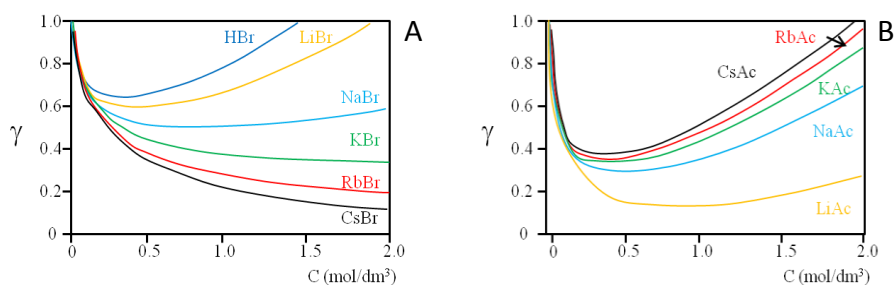 A
1.0
0.8
0.6
0.4
0.2
0
γ
HBr
LiBr
NaBr
KBr
RbBr
CsBr
0 0.5 1.0 1.5 2.0
C (mol/dm³)
B
1.0
0.8
0.6
0.4
0.2
0
γ
RbAc
CsAc
KAc
NaAc
LiAc
0 0.5 1.0 1.5 2.0
C (mol/dm³)